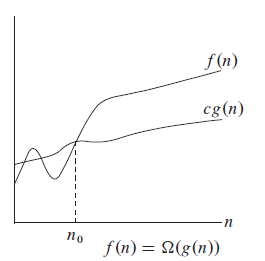 f(n)
cg(n)
n
n₀
f(n) = Ω(g(n))